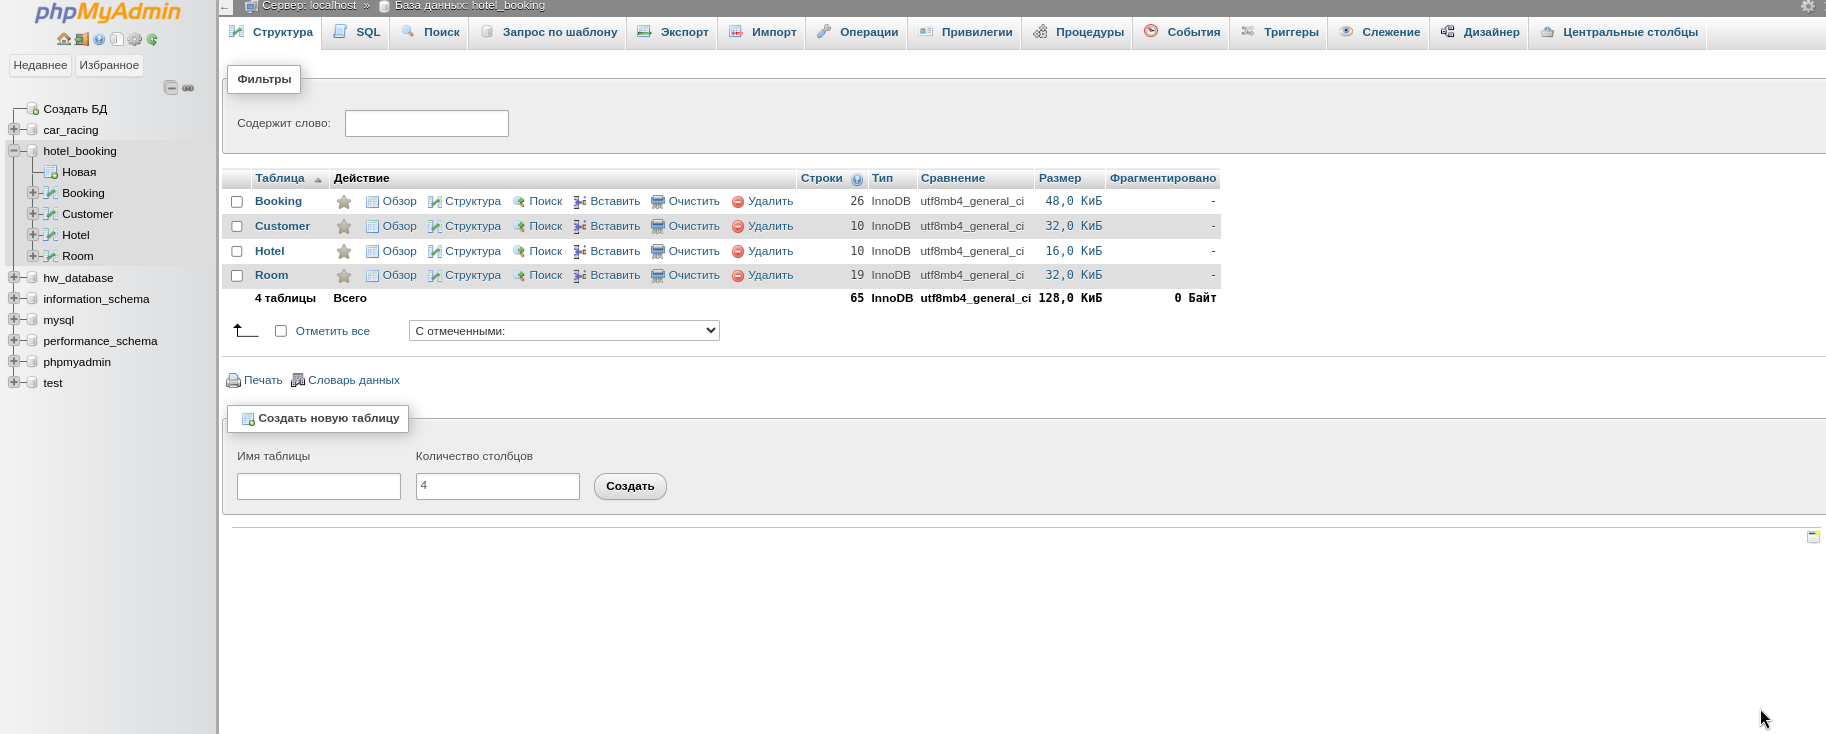 phpMyAdmin
Недавнее Избранное
Создать БД
car_racing
hotel_booking
Новая
Booking
Customer
Hotel
Room
hw_database
information_schema
mysql
performance_schema
phpmyadmin
test
← Сервер: localhost » База данных: hotel_booking
Структура SQL Поиск Запрос по шаблону Экспорт Импорт Операции Привилегии Процедуры События Триггеры Слежение Дизайнер Центральные столбцы
Фильтры
Содержит слово:
Таблица Действие Строки Тип Сравнение Размер Фрагментировано
Booking Обзор Структура Поиск Вставить Очистить Удалить 26 InnoDB utf8mb4_general_ci 48,0 КиБ -
Customer Обзор Структура Поиск Вставить Очистить Удалить 10 InnoDB utf8mb4_general_ci 32,0 КиБ -
Hotel Обзор Структура Поиск Вставить Очистить Удалить 10 InnoDB utf8mb4_general_ci 16,0 КиБ -
Room Обзор Структура Поиск Вставить Очистить Удалить 19 InnoDB utf8mb4_general_ci 32,0 КиБ -
4 таблицы Всего 65 InnoDB utf8mb4_general_ci 128,0 КиБ 0 Байт
Отметить все С отмеченными:
Печать Словарь данных
Создать новую таблицу
Имя таблицы Количество столбцов
4 Создать